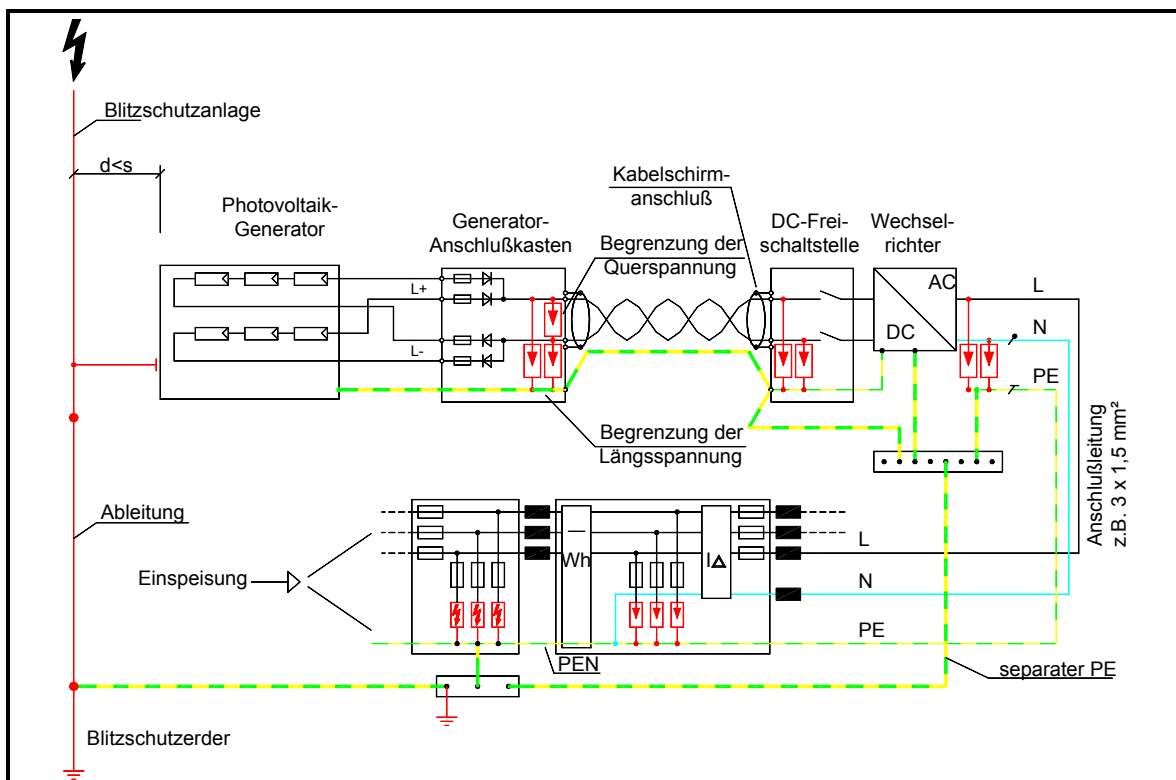 Blitzschutzanlage
d<s
Kabelschirm-
anschluß
Photovoltaik-
Generator
Generator-
Anschlußkasten
Begrenzung der
Querspannung
DC-Frei-
schaltstelle
Wechsel-
richter
L+
L-
AC
DC
L
N
PE
Begrenzung der
Längsspannung
Anschlußleitung
z.B. 3 x 1,5 mm²
Ableitung
Einspeisung
Wh
I∆
L
N
PE
PEN
separater PE
Blitzschutzerder